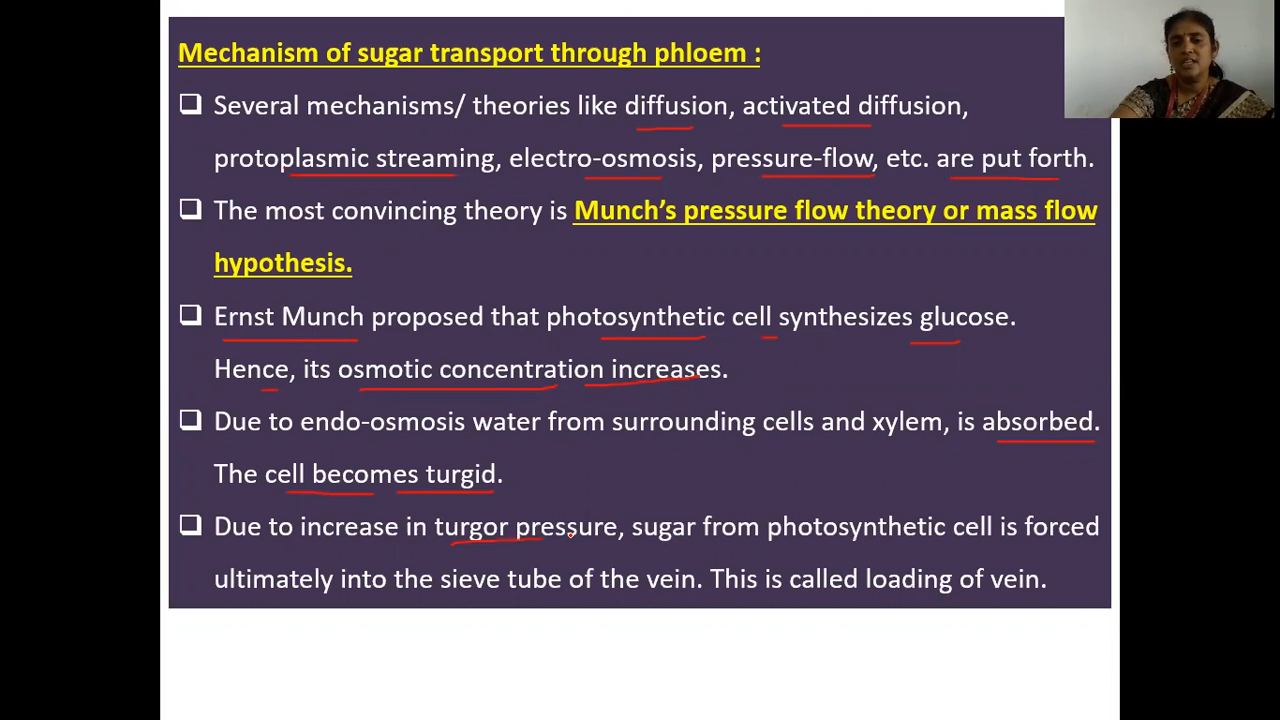 Mechanism of sugar transport through phloem :
❑ Several mechanisms/ theories like diffusion, activated diffusion,
protoplasmic streaming, electro-osmosis, pressure-flow, etc. are put forth.
❑ The most convincing theory is Munch’s pressure flow theory or mass flow
hypothesis.
❑ Ernst Munch proposed that photosynthetic cell synthesizes glucose.
Hence, its osmotic concentration increases.
❑ Due to endo-osmosis water from surrounding cells and xylem, is absorbed.
The cell becomes turgid.
❑ Due to increase in turgor pressure, sugar from photosynthetic cell is forced
ultimately into the sieve tube of the vein. This is called loading of vein.